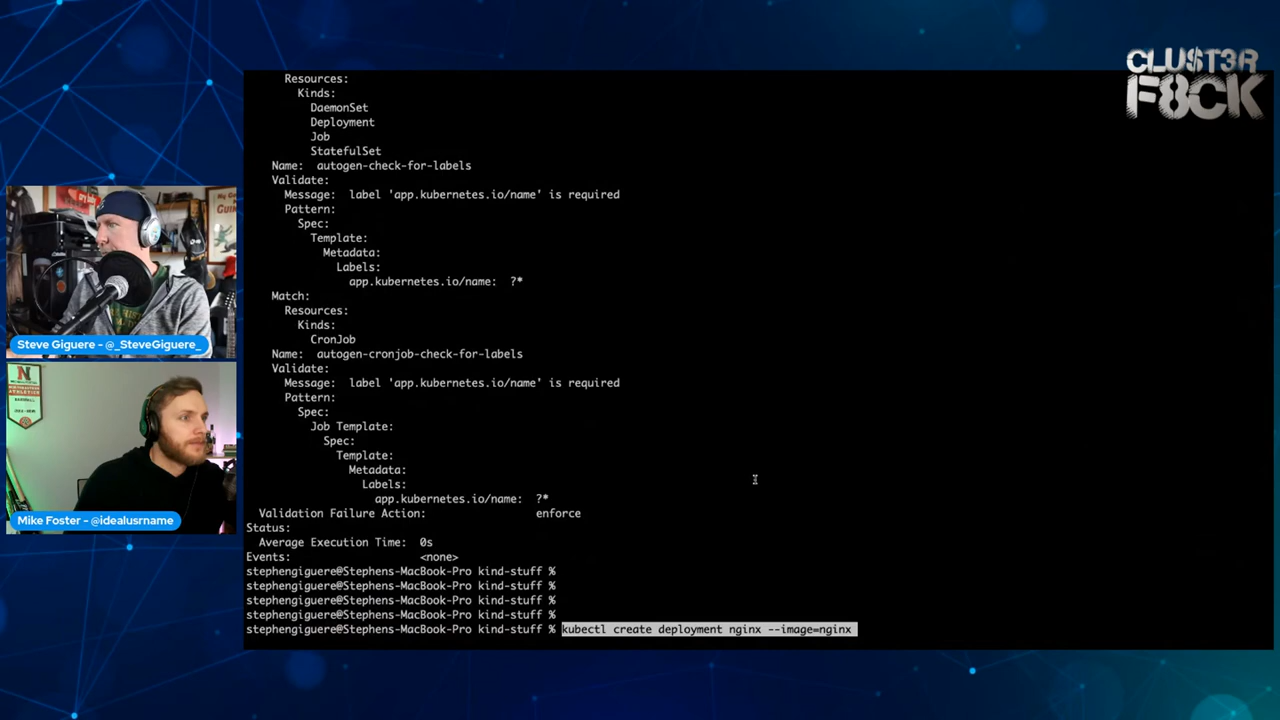 CLU$T3R
F8CK
Resources:
Kinds:
DaemonSet
Deployment
Job
StatefulSet
Name: autogen-check-for-labels
Validate:
Message: label 'app.kubernetes.io/name' is required
Pattern:
Spec:
Template:
Metadata:
Labels:
app.kubernetes.io/name: ?*
Match:
Resources:
Kinds:
CronJob
Name: autogen-cronjob-check-for-labels
Validate:
Message: label 'app.kubernetes.io/name' is required
Pattern:
Spec:
Job Template:
Spec:
Template:
Metadata:
Labels:
app.kubernetes.io/name: ?*
Validation Failure Action: enforce
Status:
Average Execution Time: 0s
Events: <none>
stephengiguere@Stephens-MacBook-Pro kind-stuff %
stephengiguere@Stephens-MacBook-Pro kind-stuff %
stephengiguere@Stephens-MacBook-Pro kind-stuff %
stephengiguere@Stephens-MacBook-Pro kind-stuff %
stephengiguere@Stephens-MacBook-Pro kind-stuff % kubectl create deployment nginx --image=nginx
Steve Giguere - @_SteveGiguere_
N
Mike Foster - @idealusrname